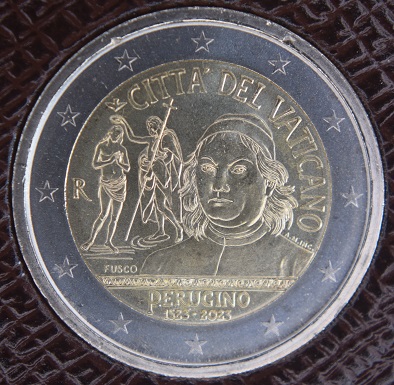 CITTA' DEL VATICANO
R
FUSCO
PERUGINO
1523-2023